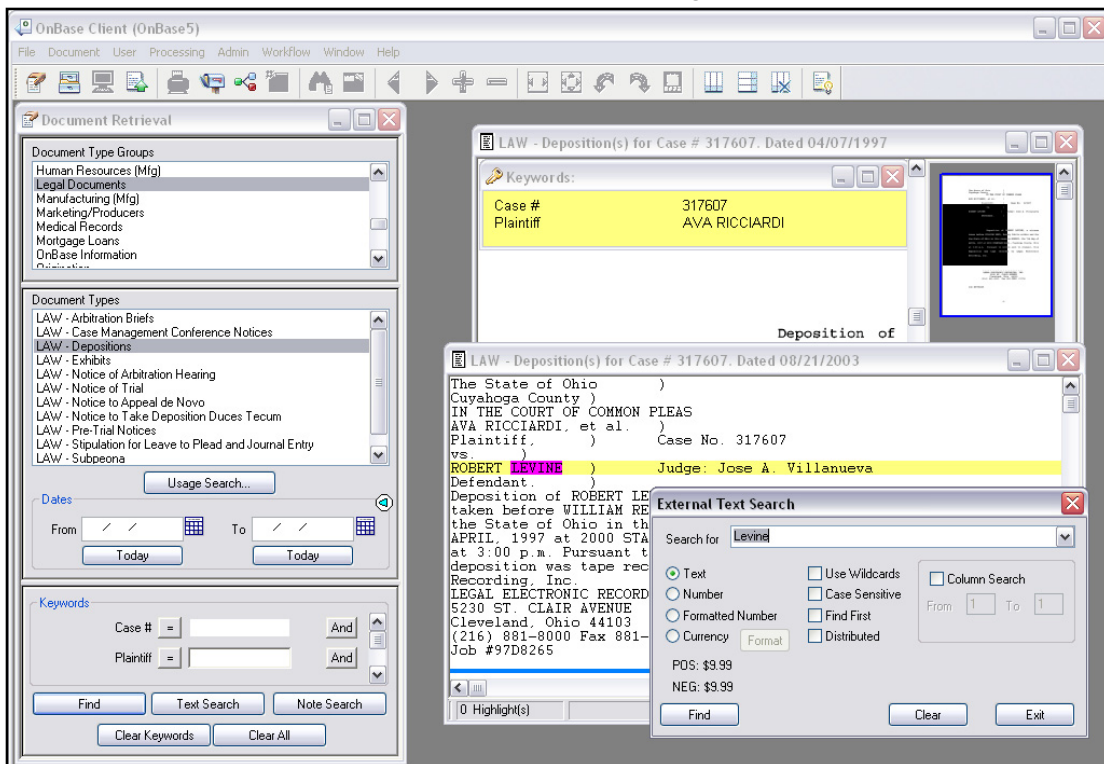 OnBase Client (OnBase5)
File Document User Processing Admin Workflow Window Help
Document Retrieval
Document Type Groups
Human Resources (Mfg)
Legal Documents
Manufacturing (Mfg)
Marketing/Producers
Medical Records
Mortgage Loans
OnBase Information
Document Types
LAW - Arbitration Briefs
LAW - Case Management Conference Notices
LAW - Depositions
LAW - Exhibits
LAW - Notice of Arbitration Hearing
LAW - Notice of Trial
LAW - Notice to Appeal de Novo
LAW - Notice to Take Deposition Duces Tecum
LAW - Pre-Trial Notices
LAW - Stipulation for Leave to Plead and Journal Entry
LAW - Subpeona
Usage Search...
Dates
From / / To / /
Today Today
Keywords
Case # = And
Plaintiff = And
Find Text Search Note Search
Clear Keywords Clear All
LAW - Deposition(s) for Case # 317607. Dated 04/07/1997
Keywords:
Case # 317607
Plaintiff AVA RICCIARDI
Deposition of
LAW - Deposition(s) for Case # 317607. Dated 08/21/2003
The State of Ohio )
Cuyahoga County )
IN THE COURT OF COMMON PLEAS
AVA RICCIARDI, et al. )
Plaintiff, ) Case No. 317607
vs. )
ROBERT LEVINE ) Judge: Jose A. Villanueva
Defendant. )
Deposition of ROBERT LE
taken before WILLIAM RE
the State of Ohio in th
APRIL, 1997 at 2000 STA
at 3:00 p.m. Pursuant t
deposition was tape rec
Recording, Inc.
LEGAL ELECTRONIC RECORD
5230 ST. CLAIR AVENUE
Cleveland, Ohio 44103
(216) 881-8000 Fax 881-
Job #97D8265
0 Highlight(s)
External Text Search
Search for Levine
Text Use Wildcards Column Search
Number Case Sensitive From 1 To 1
Formatted Number Find First
Currency Format Distributed
POS: $9.99
NEG: $9.99
Find Clear Exit